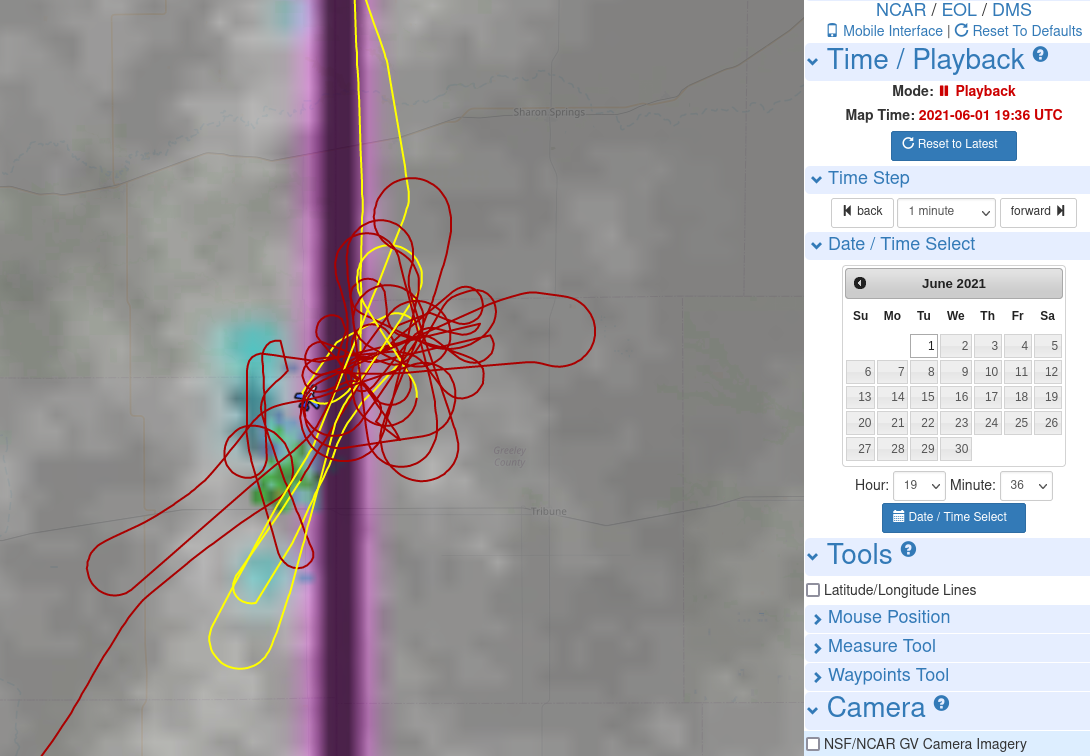 NCAR / EOL / DMS
Mobile Interface | Reset To Defaults
Time / Playback
Mode: Playback
Map Time: 2021-06-01 19:36 UTC
Reset to Latest
Time Step
back 1 minute forward
Date / Time Select
June 2021
Su Mo Tu We Th Fr Sa
1 2 3 4 5
6 7 8 9 10 11 12
13 14 15 16 17 18 19
20 21 22 23 24 25 26
27 28 29 30
Hour: 19 Minute: 36
Date / Time Select
Tools
Latitude/Longitude Lines
Mouse Position
Measure Tool
Waypoints Tool
Camera
NSF/NCAR GV Camera Imagery
Sharon Springs
Greeley
County
Tribune